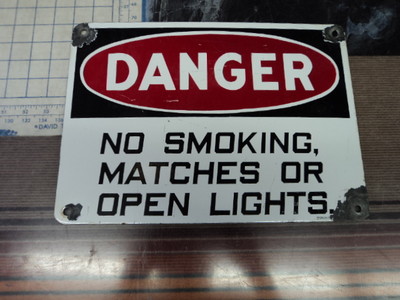 DANGER
NO SMOKING,
MATCHES OR
OPEN LIGHTS.